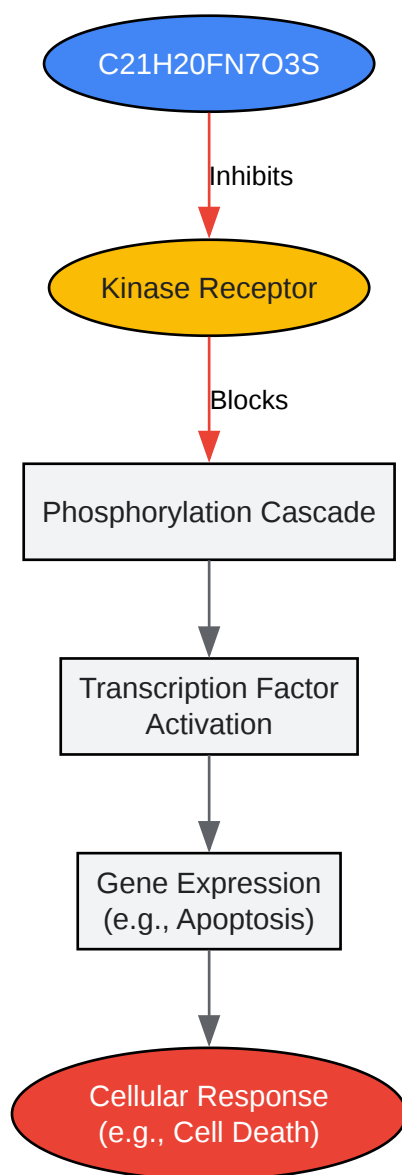 C21H20FN7O3S
Inhibits
Kinase Receptor
Blocks
Phosphorylation Cascade
Transcription Factor
Activation
Gene Expression
(e.g., Apoptosis)
Cellular Response
(e.g., Cell Death)